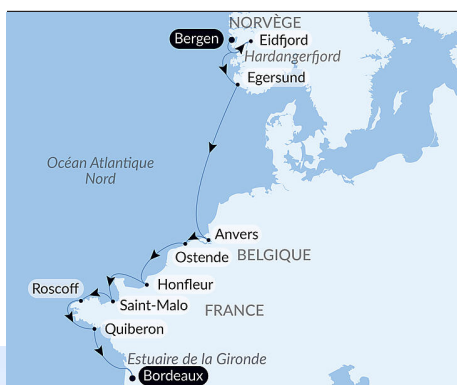 NORVÈGE
Bergen
Eidfjord
Hardangerfjord
Egersund
Océan Atlantique
Nord
Anvers
Ostende
BELGIQUE
Honfleur
Roscoff
Saint-Malo
FRANCE
Quiberon
Estuaire de la Gironde
Bordeaux